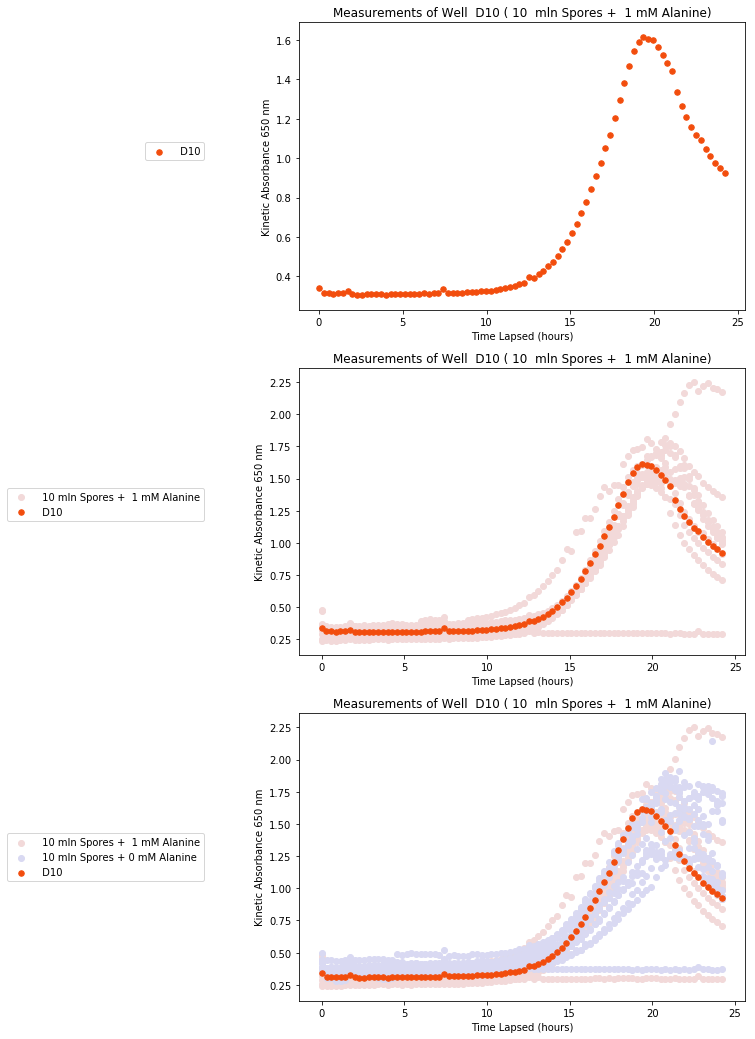 Measurements of Well  D10 ( 10  mln Spores +  1 mM Alanine)
1.6
1.4
1.2
1.0
0.8
0.6
0.4
Kinetic Absorbance 650 nm
D10
0 5 10 15 20 25
Time Lapsed (hours)
Measurements of Well  D10 ( 10  mln Spores +  1 mM Alanine)
2.25
2.00
1.75
1.50
1.25
1.00
0.75
0.50
0.25
Kinetic Absorbance 650 nm
10 mln Spores +  1 mM Alanine
D10
0 5 10 15 20 25
Time Lapsed (hours)
Measurements of Well  D10 ( 10  mln Spores +  1 mM Alanine)
2.25
2.00
1.75
1.50
1.25
1.00
0.75
0.50
0.25
Kinetic Absorbance 650 nm
10 mln Spores +  1 mM Alanine
10 mln Spores + 0 mM Alanine
D10
0 5 10 15 20 25
Time Lapsed (hours)